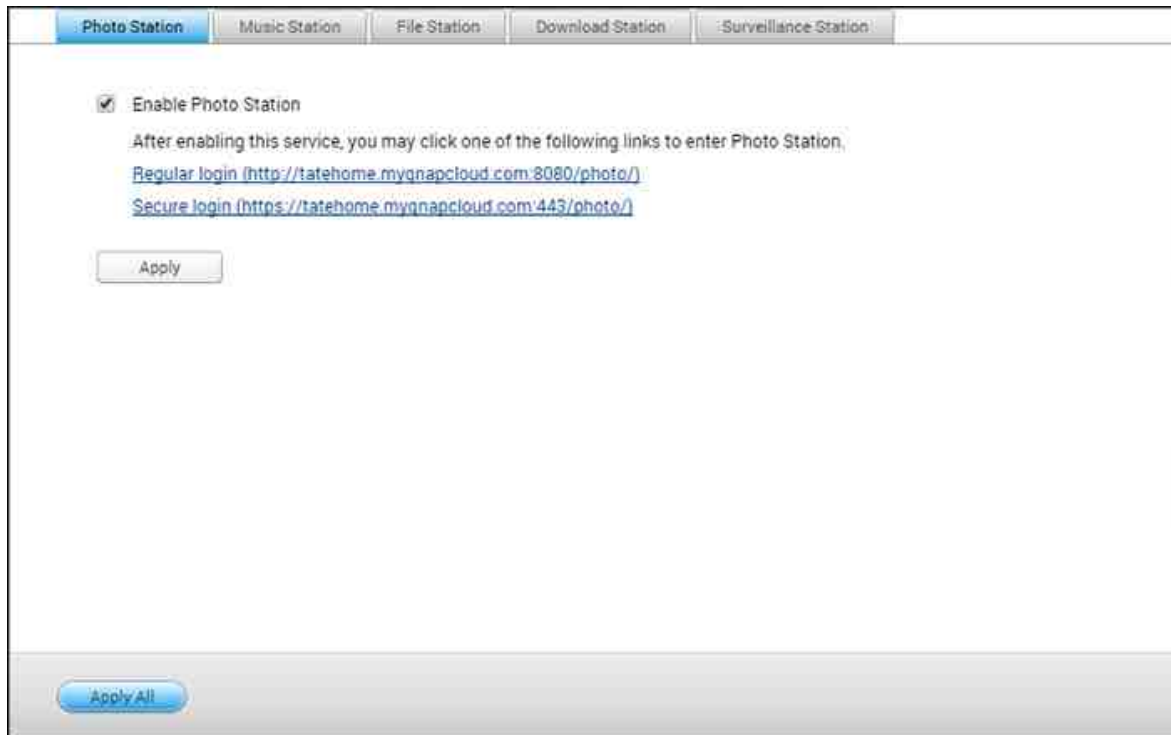 Photo Station Music Station File Station Download Station Surveillance Station
Enable Photo Station
After enabling this service, you may click one of the following links to enter Photo Station.
Regular login (http://tatehome.myqnapcloud.com:8080/photo/)
Secure login (https://tatehome.myqnapcloud.com:443/photo/)
Apply
Apply All